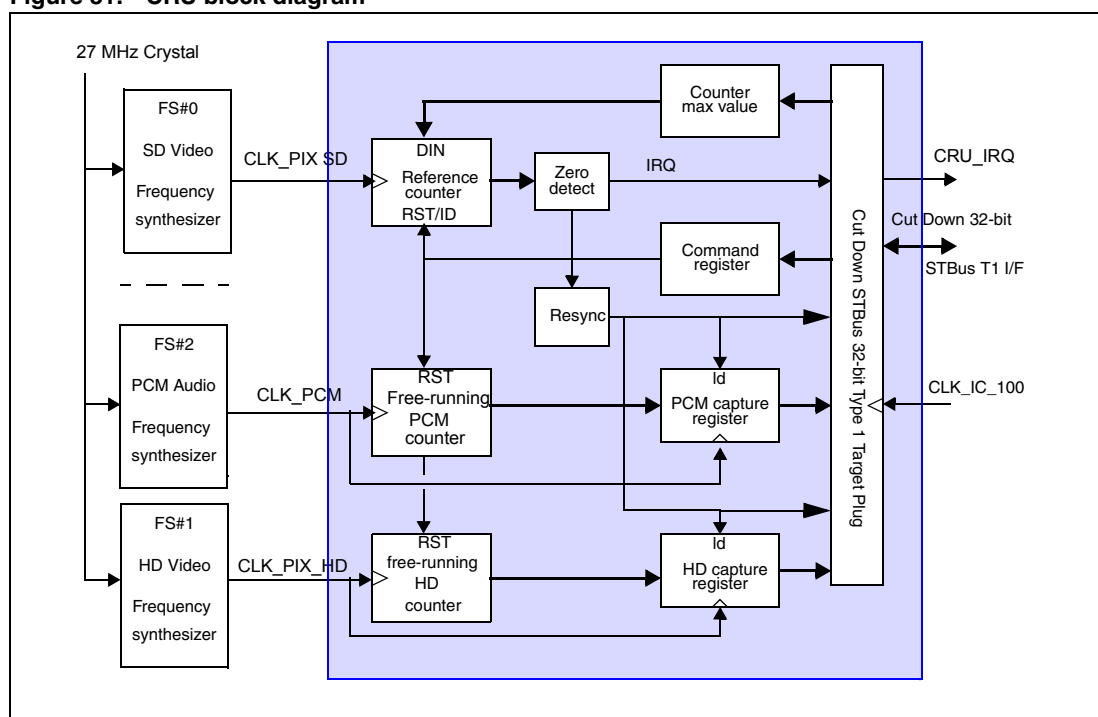 Figure 31. CRU block diagram
27 MHz Crystal
FS#0
SD Video
Frequency
synthesizer
CLK_PIX SD
DIN
Reference
counter
RST/ID
Zero
detect
IRQ
Counter
max value
Command
register
Resync
CRU_IRQ
Cut Down 32-bit
STBus T1 I/F
Cut Down STBus 32-bit Type 1 Target Plug
CLK_IC_100
FS#2
PCM Audio
Frequency
synthesizer
CLK_PCM
RST
Free-running
PCM
counter
Id
PCM capture
register
FS#1
HD Video
Frequency
synthesizer
CLK_PIX_HD
RST
free-running
HD
counter
Id
HD capture
register